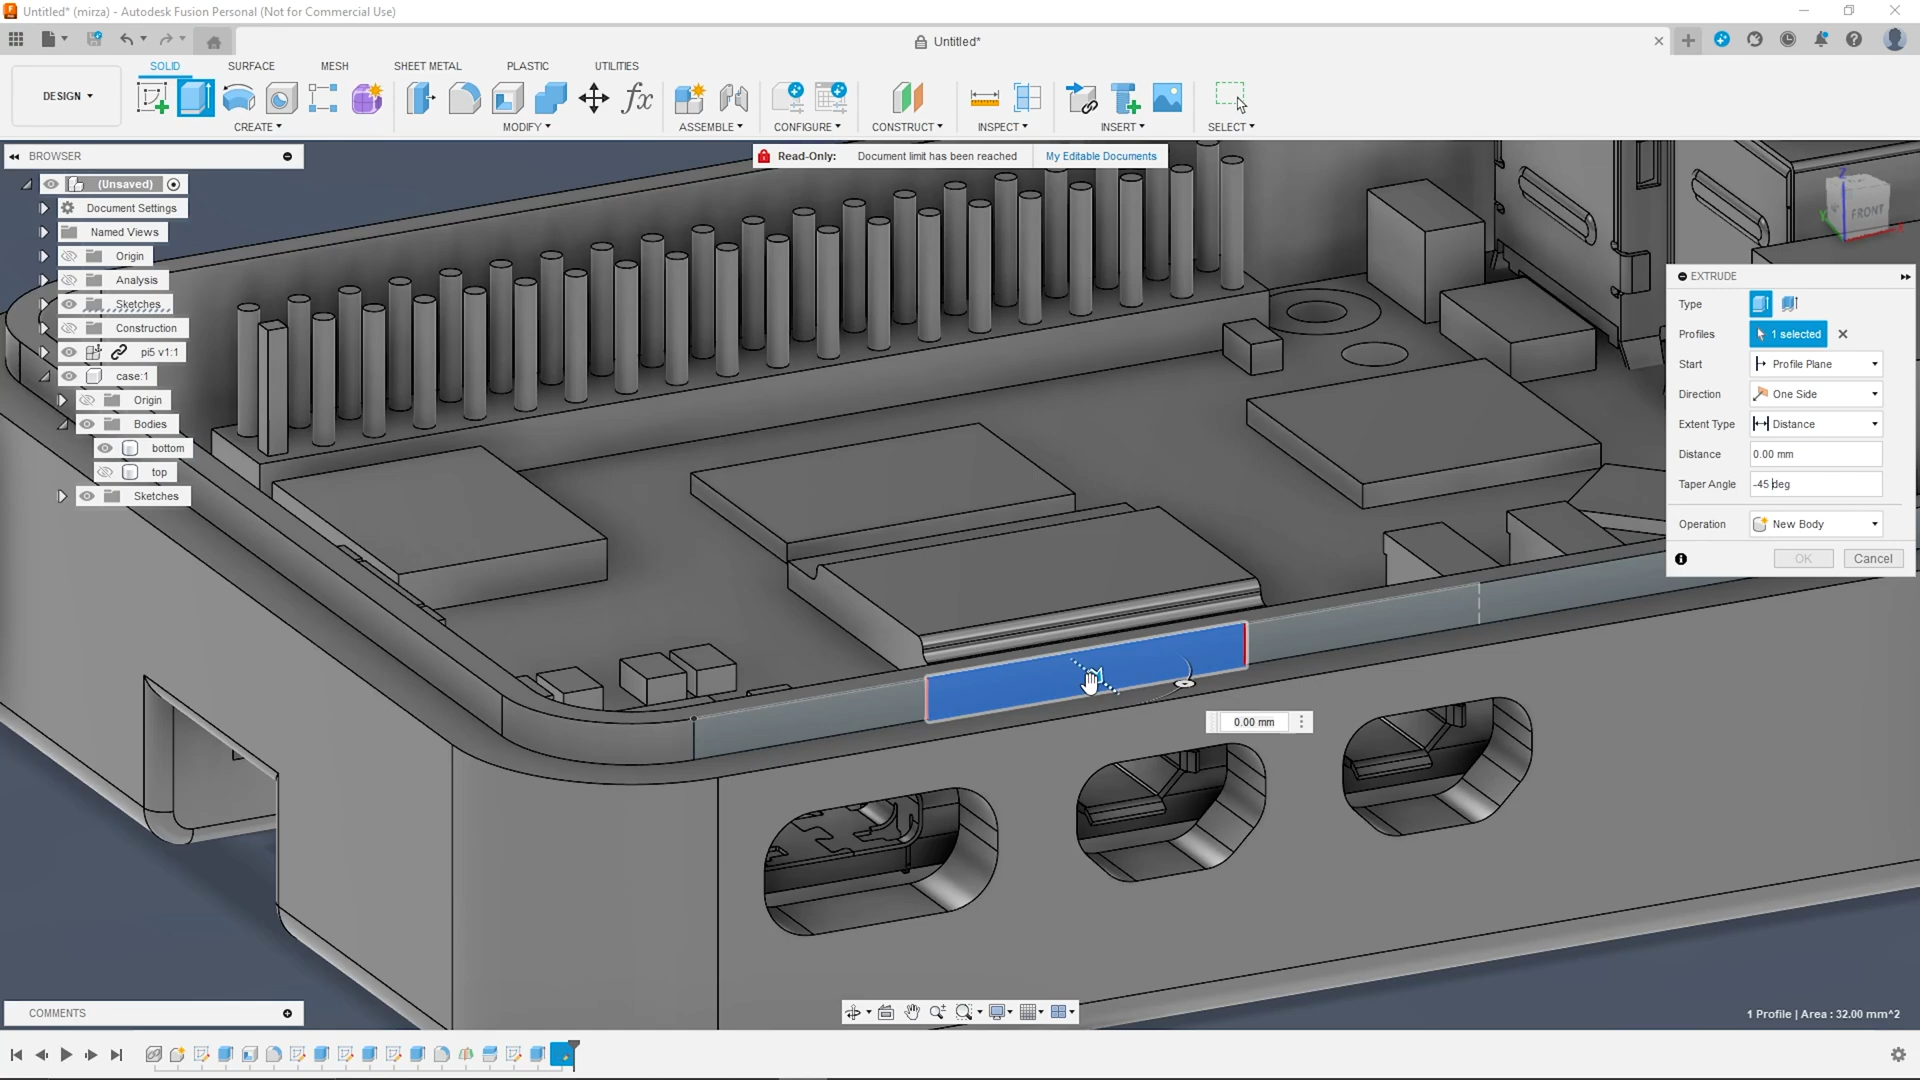 Untitled* (mirza) - Autodesk Fusion Personal (Not for Commercial Use)
Untitled*
DESIGN
SOLID SURFACE MESH SHEET METAL PLASTIC UTILITIES
fx
CREATE MODIFY ASSEMBLE CONFIGURE CONSTRUCT INSPECT INSERT SELECT
Read-Only: Document limit has been reached My Editable Documents
BROWSER
(Unsaved)
Document Settings
Named Views
Origin
Analysis
Sketches
Construction
pi5 v1:1
case:1
Origin
Bodies
bottom
top
Sketches
Z
FRONT
EXTRUDE
Type
Profiles 1 selected
Start Profile Plane
Direction One Side
Extent Type Distance
Distance 0.00 mm
Taper Angle -45 deg
Operation New Body
OK Cancel
0.00 mm
COMMENTS
1 Profile | Area : 32.00 mm^2